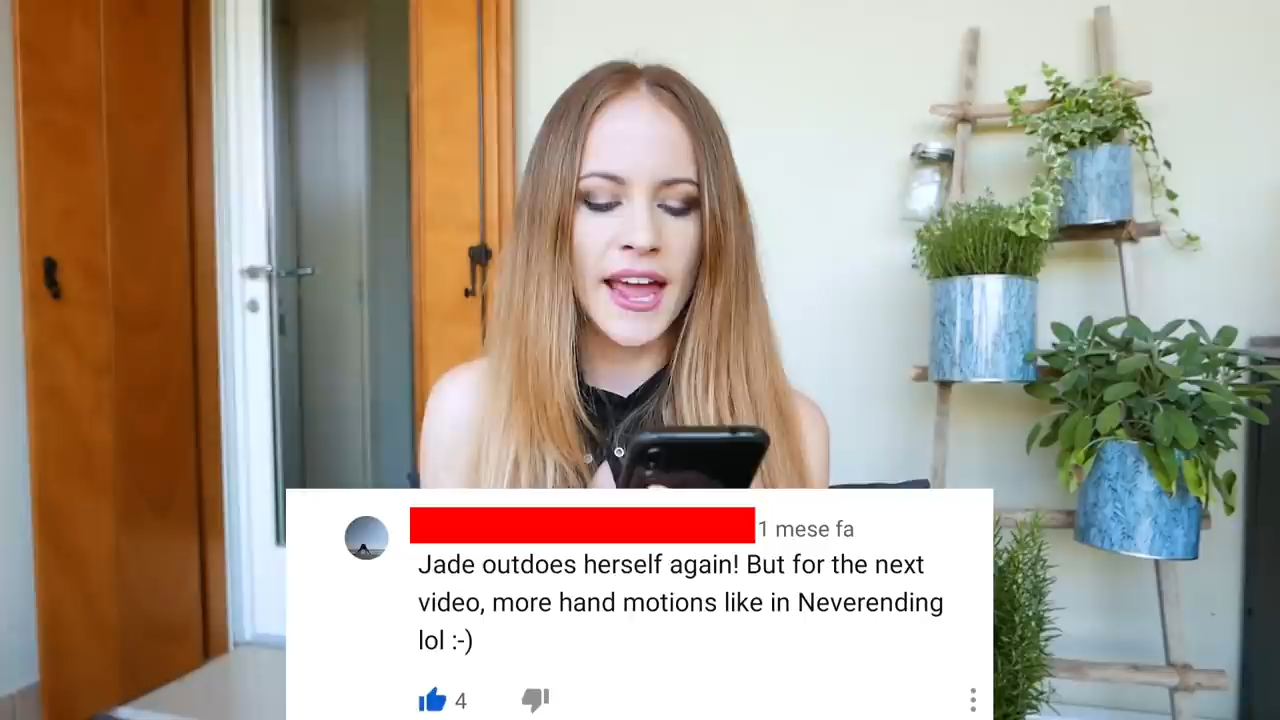 1 mese fa
Jade outdoes herself again! But for the next
video, more hand motions like in Neverending
lol :-)
4